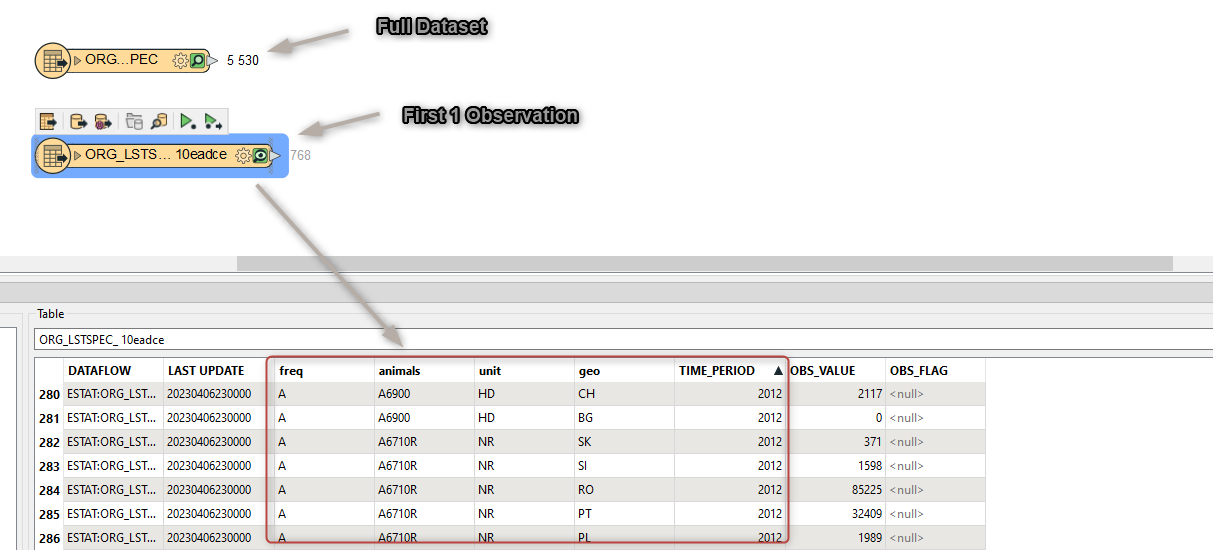 Full Dataset
ORG...PEC 5 530
First 1 Observation
ORG_LSTS... 10eadce 768
Table
ORG_LSTSPEC_ 10eadce
DATAFLOW LAST UPDATE freq animals unit geo TIME_PERIOD OBS_VALUE OBS_FLAG
280 ESTAT:ORG_LST... 20230406230000 A A6900 HD CH 2012 2117 <null>
281 ESTAT:ORG_LST... 20230406230000 A A6900 HD BG 2012 0 <null>
282 ESTAT:ORG_LST... 20230406230000 A A6710R NR SK 2012 371 <null>
283 ESTAT:ORG_LST... 20230406230000 A A6710R NR SI 2012 1598 <null>
284 ESTAT:ORG_LST... 20230406230000 A A6710R NR RO 2012 85225 <null>
285 ESTAT:ORG_LST... 20230406230000 A A6710R NR PT 2012 32409 <null>
286 ESTAT:ORG_LST... 20230406230000 A A6710R NR PL 2012 1989 <null>